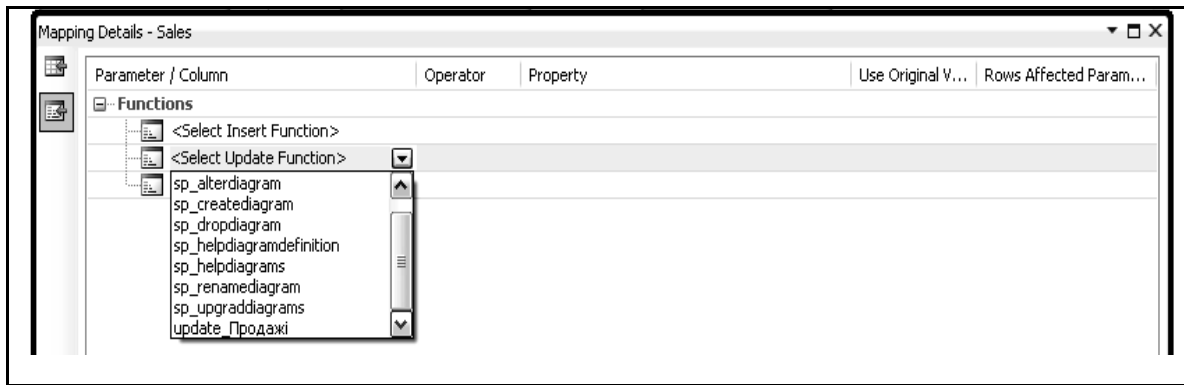 Mapping Details - Sales
Parameter / Column Operator Property Use Original V... Rows Affected Param...
Functions
<Select Insert Function>
<Select Update Function>
sp_alterdiagram
sp_creatediagram
sp_dropdiagram
sp_helpdiagramdefinition
sp_helpdiagrams
sp_renamediagram
sp_upgraddiagrams
update_Продажі